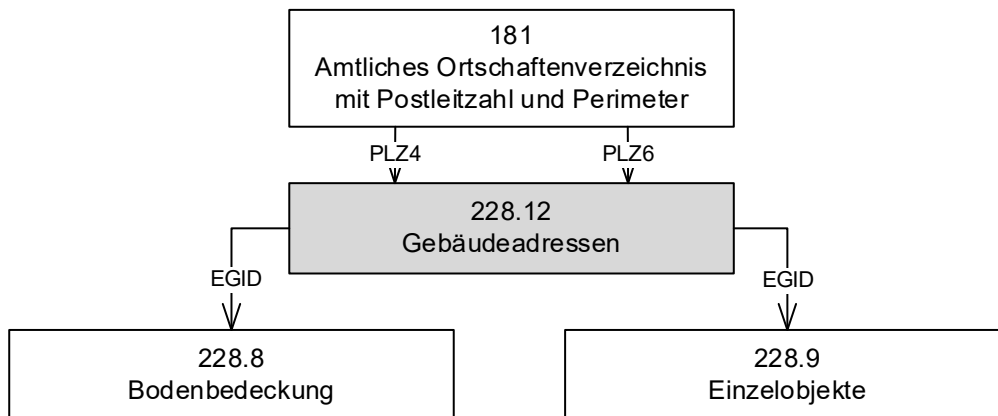 181
Amtliches Ortschaftenverzeichnis
mit Postleitzahl und Perimeter
PLZ4
PLZ6
228.12
Gebäudeadressen
EGID
EGID
228.8
Bodenbedeckung
228.9
Einzelobjekte